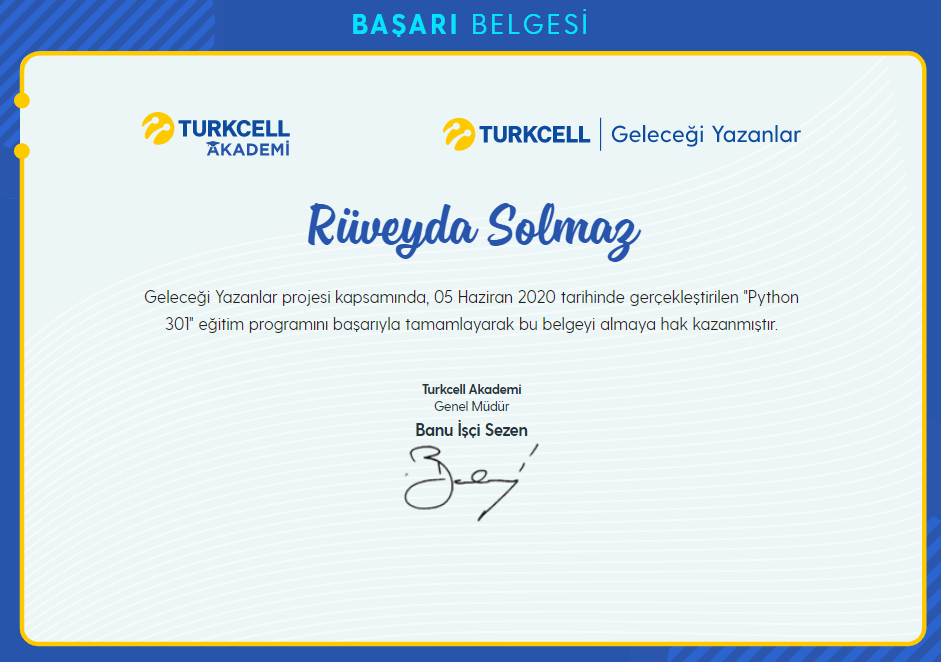 BAŞARI BELGESİ
TURKCELL
AKADEMİ
TURKCELL | Geleceği Yazanlar
Rüveyda Solmaz
Geleceği Yazanlar projesi kapsamında, 05 Haziran 2020 tarihinde gerçekleştirilen "Python
301" eğitim programını başarıyla tamamlayarak bu belgeyi almaya hak kazanmıştır.
Turkcell Akademi
Genel Müdür
Banu İşçi Sezen